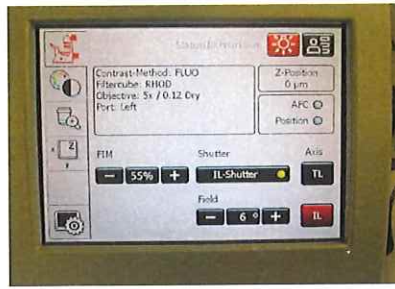 Contrast-Method: FLUO
Filtercube: RHOD
Objective: 5x / 0.12 Dry
Port: Left
Z-Position
0 µm
AFC
Position
Z
FIM
Shutter
Axis
− 55% +
IL-Shutter
TL
Field
− 6 ° +
IL